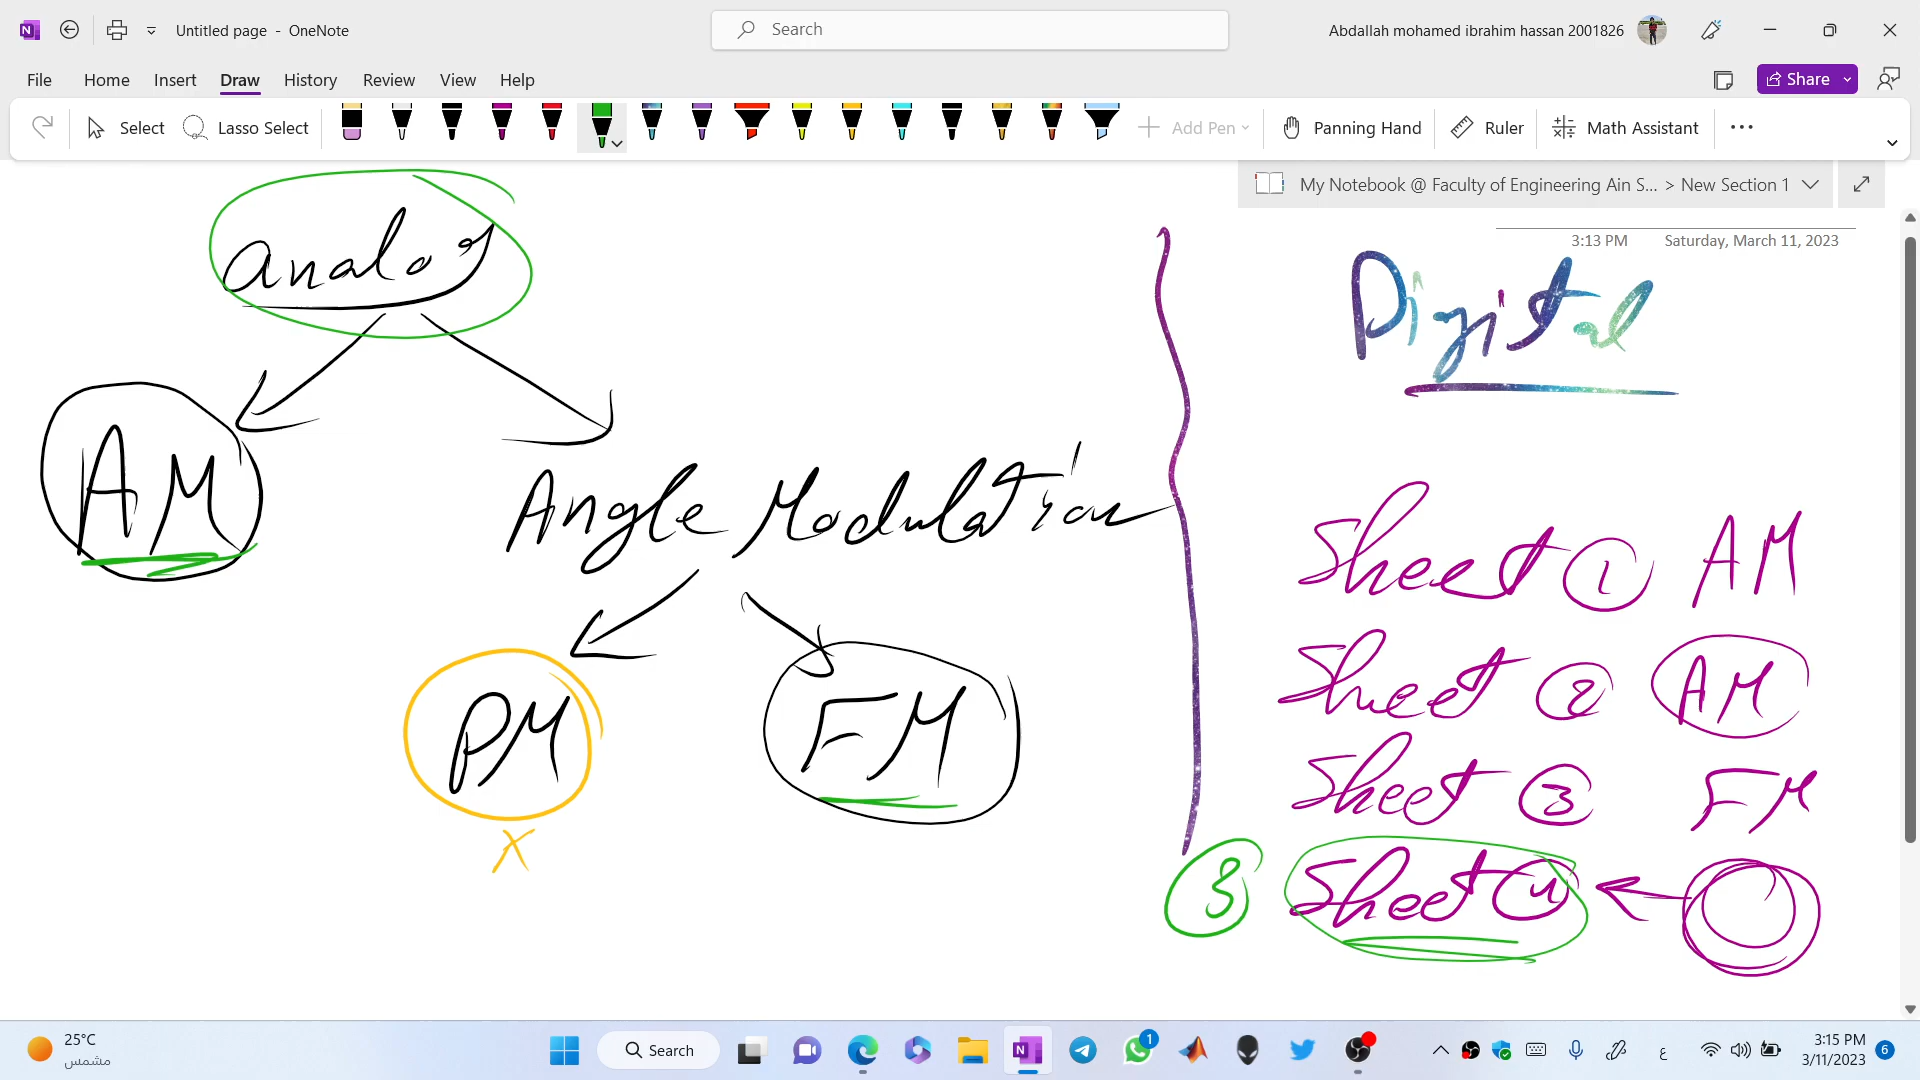 Untitled page - OneNote
Search
Abdallah mohamed ibrahim hassan 2001826
File Home Insert Draw History Review View Help
Share
Select
Lasso Select
Add Pen
Panning Hand
Ruler
Math Assistant
My Notebook @ Faculty of Engineering Ain S... > New Section 1
3:13 PM Saturday, March 11, 2023
analog
Digital
AM
Angle Modulation
PM
FM
x
Sheet 1 AM
Sheet 2 AM
Sheet 3 FM
3 Sheet 4
25°C
مشمس
Search
1
ع
3:15 PM
3/11/2023
6